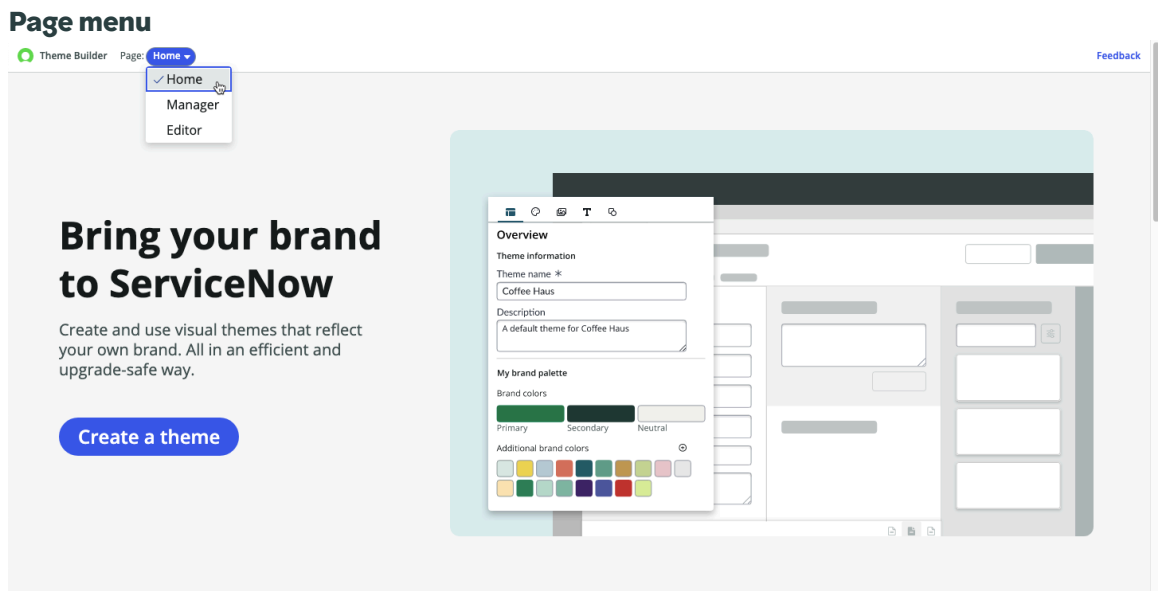 Page menu
Theme Builder Page: Home Feedback
Home
Manager
Editor
Bring your brand
to ServiceNow
Create and use visual themes that reflect
your own brand. All in an efficient and
upgrade-safe way.
Create a theme
Overview
Theme information
Theme name *
Coffee Haus
Description
A default theme for Coffee Haus
My brand palette
Brand colors
Primary Secondary Neutral
Additional brand colors